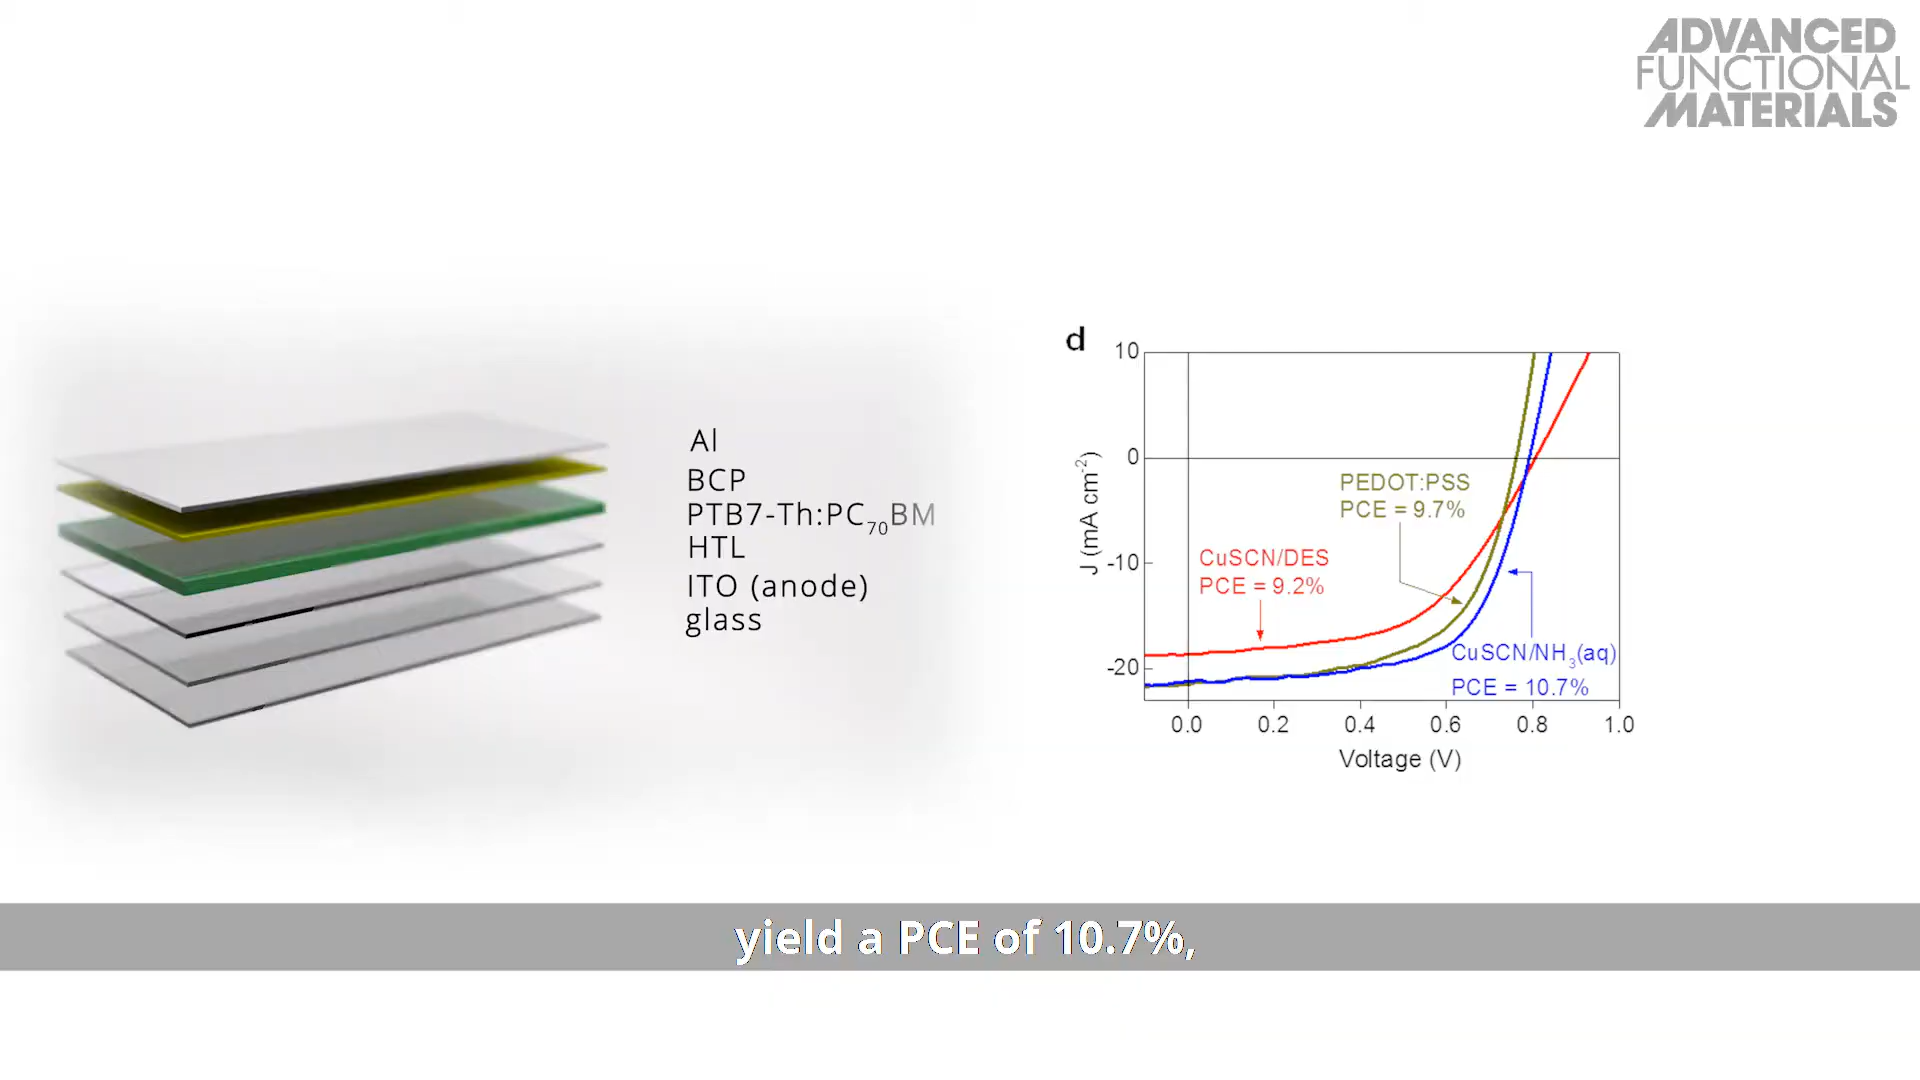 ADVANCED
FUNCTIONAL
MATERIALS
Al
BCP
PTB7-Th:PC70BM
HTL
ITO (anode)
glass
d
10
0
-10
-20
J (mA cm-2)
PEDOT:PSS
PCE = 9.7%
CuSCN/DES
PCE = 9.2%
CuSCN/NH3(aq)
PCE = 10.7%
0.0 0.2 0.4 0.6 0.8 1.0
Voltage (V)
yield a PCE of 10.7%,